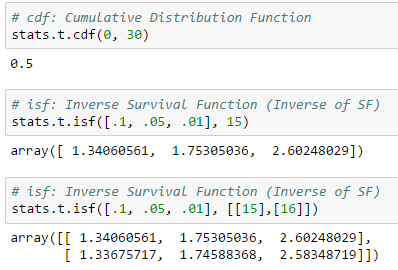 # cdf: Cumulative Distribution Function
stats.t.cdf(0, 30)
0.5
# isf: Inverse Survival Function (Inverse of SF)
stats.t.isf([.1, .05, .01], 15)
array([ 1.34060561,  1.75305036,  2.60248029])
# isf: Inverse Survival Function (Inverse of SF)
stats.t.isf([.1, .05, .01], [[15],[16]])
array([[ 1.34060561,  1.75305036,  2.60248029],
       [ 1.33675717,  1.74588368,  2.58348719]])